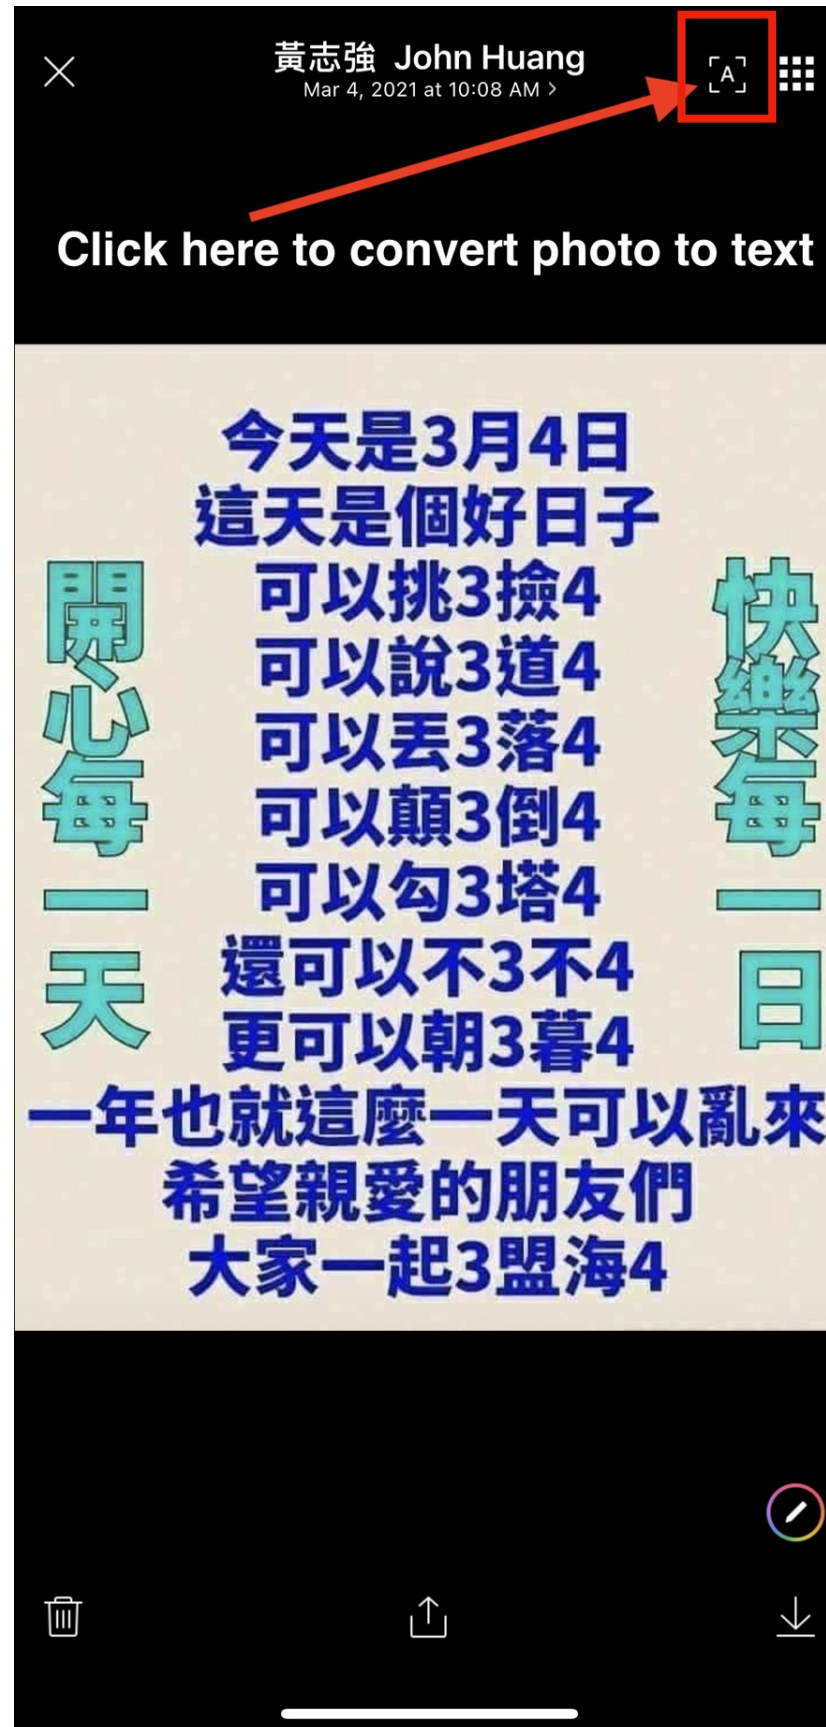 黃志強 John Huang
Mar 4, 2021 at 10:08 AM >
A
Click here to convert photo to text
今天是3月4日
這天是個好日子
可以挑3撿4
可以說3道4
可以丟3落4
可以顛3倒4
可以勾3塔4
還可以不3不4
更可以朝3暮4
一年也就這麼一天可以亂來
希望親愛的朋友們
大家一起3盟海4
開心每一天
快樂每一日